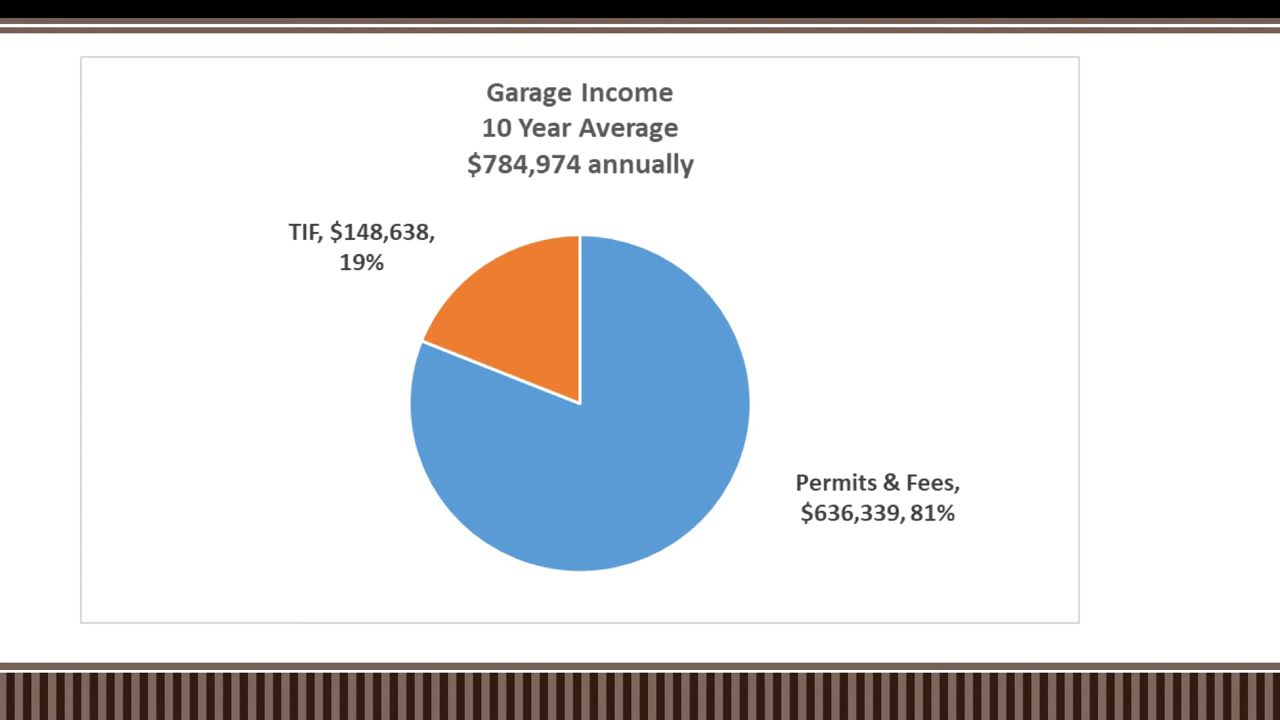 Garage Income
10 Year Average
$784,974 annually
TIF, $148,638,
19%
Permits & Fees,
$636,339, 81%